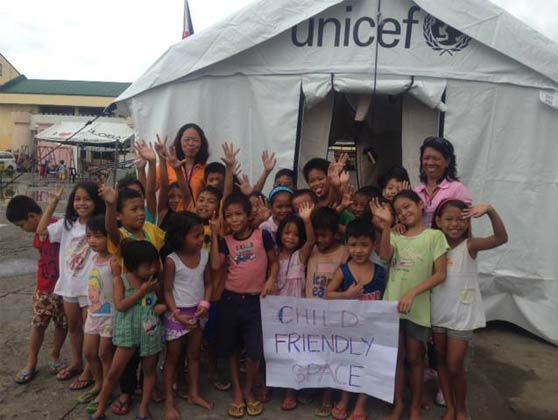 unicef
CHILD-
FRIENDLY
SPACE